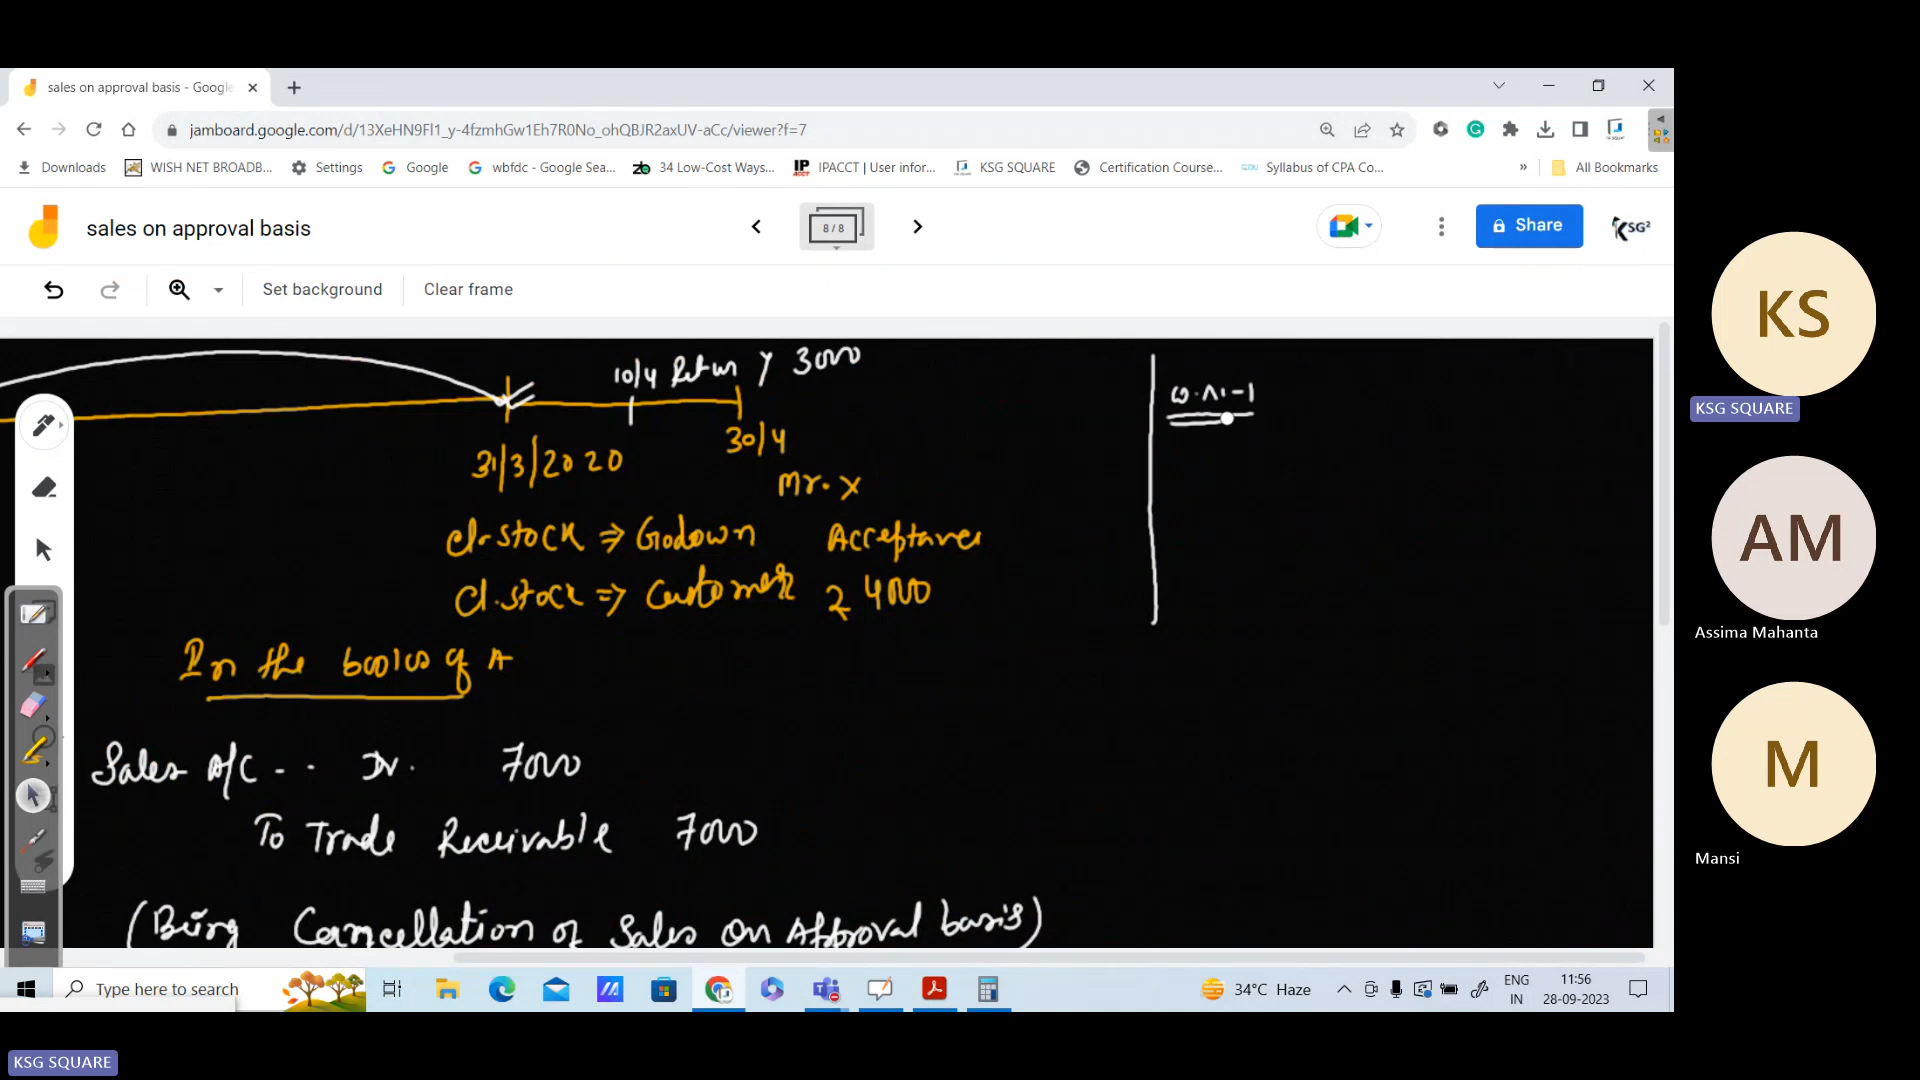 sales on approval basis - Google
jamboard.google.com/d/13XeHN9Fl1_y-4fzmhGw1Eh7R0No_ohQBJR2axUV-aCc/viewer?f=7
Downloads WISH NET BROADB... Settings Google wbfdc - Google Sea... 34 Low-Cost Ways... IPACCT | User infor... KSG SQUARE Certification Course... Syllabus of CPA Co... » All Bookmarks
sales on approval basis
8 / 8
Share
KSG²
Set background
Clear frame
10/4 Return Y 3000
W.N-1
31/3/2020
30/4
Mr. X
cl. stock ⇒ Godown Acceptance
cl. stock ⇒ Customer 4000
In the books of A
Sales A/C - - Dr. 7000
To Trade Receivable 7000
(Being Cancellation of Sales On Approval basis)
KS
KSG SQUARE
AM
Assima Mahanta
M
Mansi
Type here to search
34°C Haze
ENG
IN
11:56
28-09-2023
KSG SQUARE